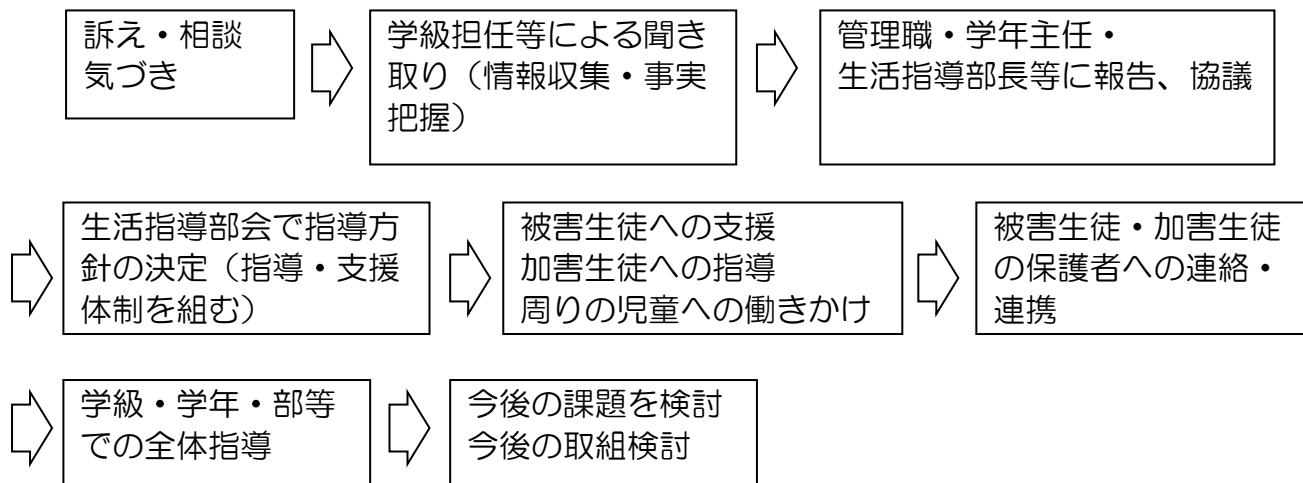 訴え・相談
気づき
学級担任等による聞き
取り（情報収集・事実
把握）
管理職・学年主任・
生活指導部長等に報告、協議
生活指導部会で指導方
針の決定（指導・支援
体制を組む）
被害生徒への支援
加害生徒への指導
周りの児童への働きかけ
被害生徒・加害生徒
の保護者への連絡・
連携
学級・学年・部等
での全体指導
今後の課題を検討
今後の取組検討